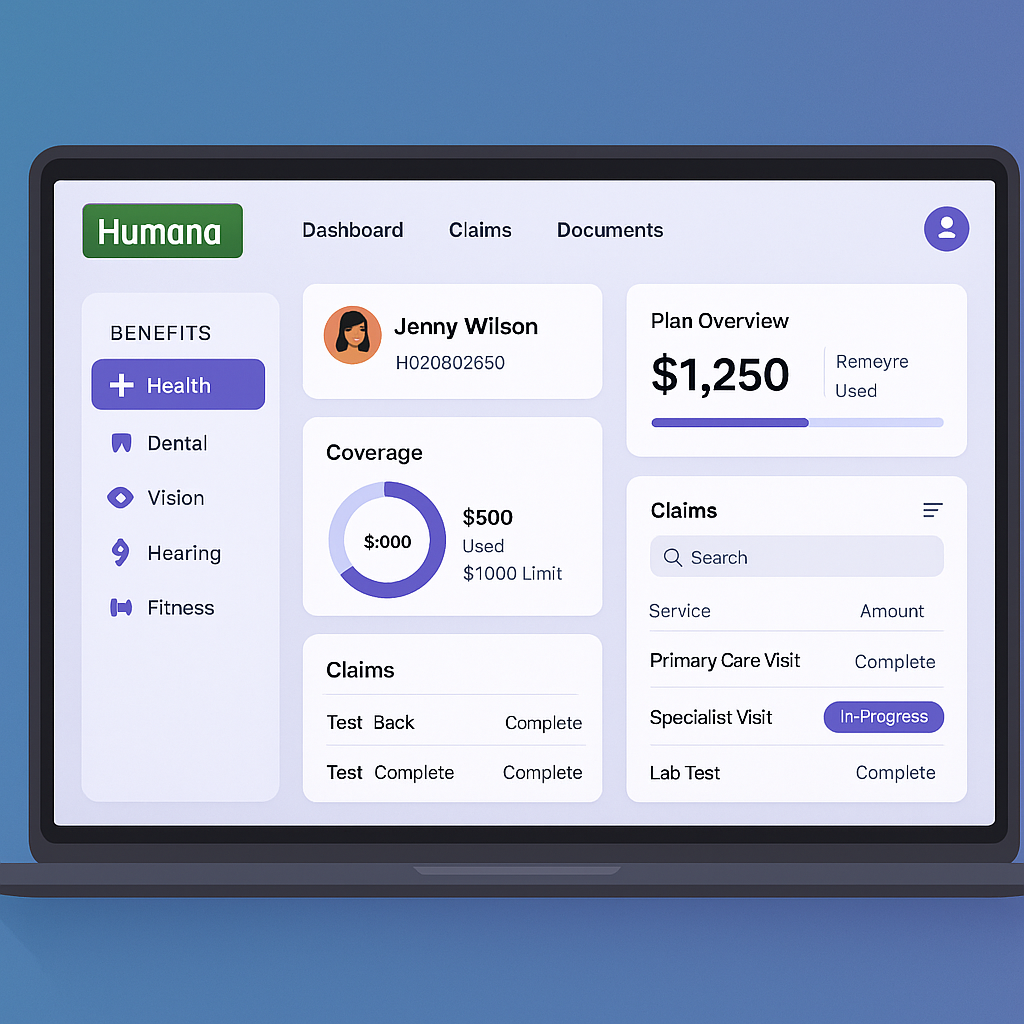 Humana
Dashboard
Claims
Documents
BENEFITS
Health
Dental
Vision
Hearing
Fitness
Jenny Wilson
H020802650
Coverage
$:000
$500
Used
$1000 Limit
Claims
Test Back Complete
Test Complete Complete
Plan Overview
$1,250
Remeyre
Used
Claims
Search
Service Amount
Primary Care Visit Complete
Specialist Visit In-Progress
Lab Test Complete